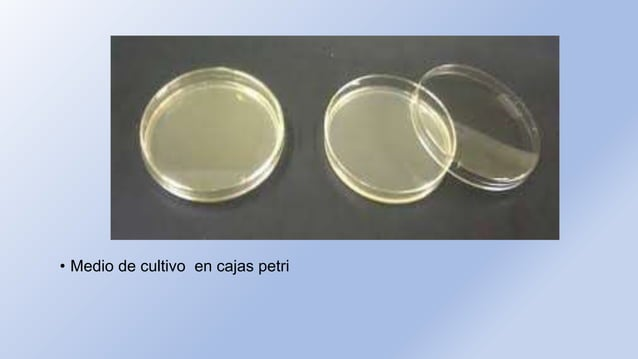 • Medio de cultivo  en cajas petri